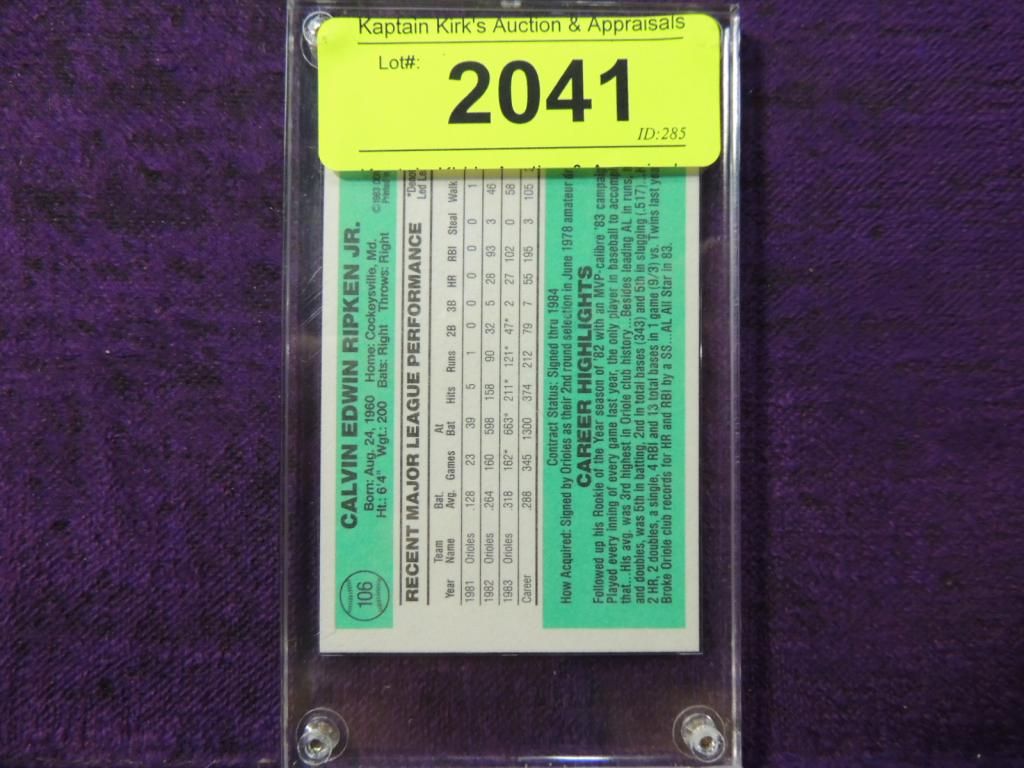 Kaptain Kirk's Auction & Appraisals
Lot#:
2041
ID:285
106
CALVIN EDWIN RIPKEN JR.
Born: Aug. 24, 1960 Home: Cockeysville, Md.
Ht.: 6'4" Wgt.: 200 Bats: Right Throws: Right
RECENT MAJOR LEAGUE PERFORMANCE
Year Team Name Bat. Avg. Games At Bat Hits Runs 2B 3B HR RBI Steal Walk
1981 Orioles .128 23 39 5 1 0 0 0 0 0 1
1982 Orioles .264 160 598 158 90 32 5 28 93 3 46
1983 Orioles .318 162* 663* 211* 121* 47* 2 27 102 0 58
Career .288 345 1300 374 212 79 7 55 195 3 105
Contract Status: Signed thru 1984
How Acquired: Signed by Orioles as their 2nd round selection in June 1978 amateur
CAREER HIGHLIGHTS
Followed up his Rookie of the Year season of '82 with an MVP-calibre '83
Played every inning of every game last year, the only player in baseball to
that...His avg. was 3rd highest in Oriole club history...Besides leading AL in runs,
and doubles, was 5th in batting, 2nd in total bases (343) and 5th in slugging (.517)
2 HR, 2 doubles, a single, 4 RBI and 13 total bases in 1 game (9/3) vs. Twins last
Broke Oriole club records for HR and RBI by a SS...AL All Star in 83.